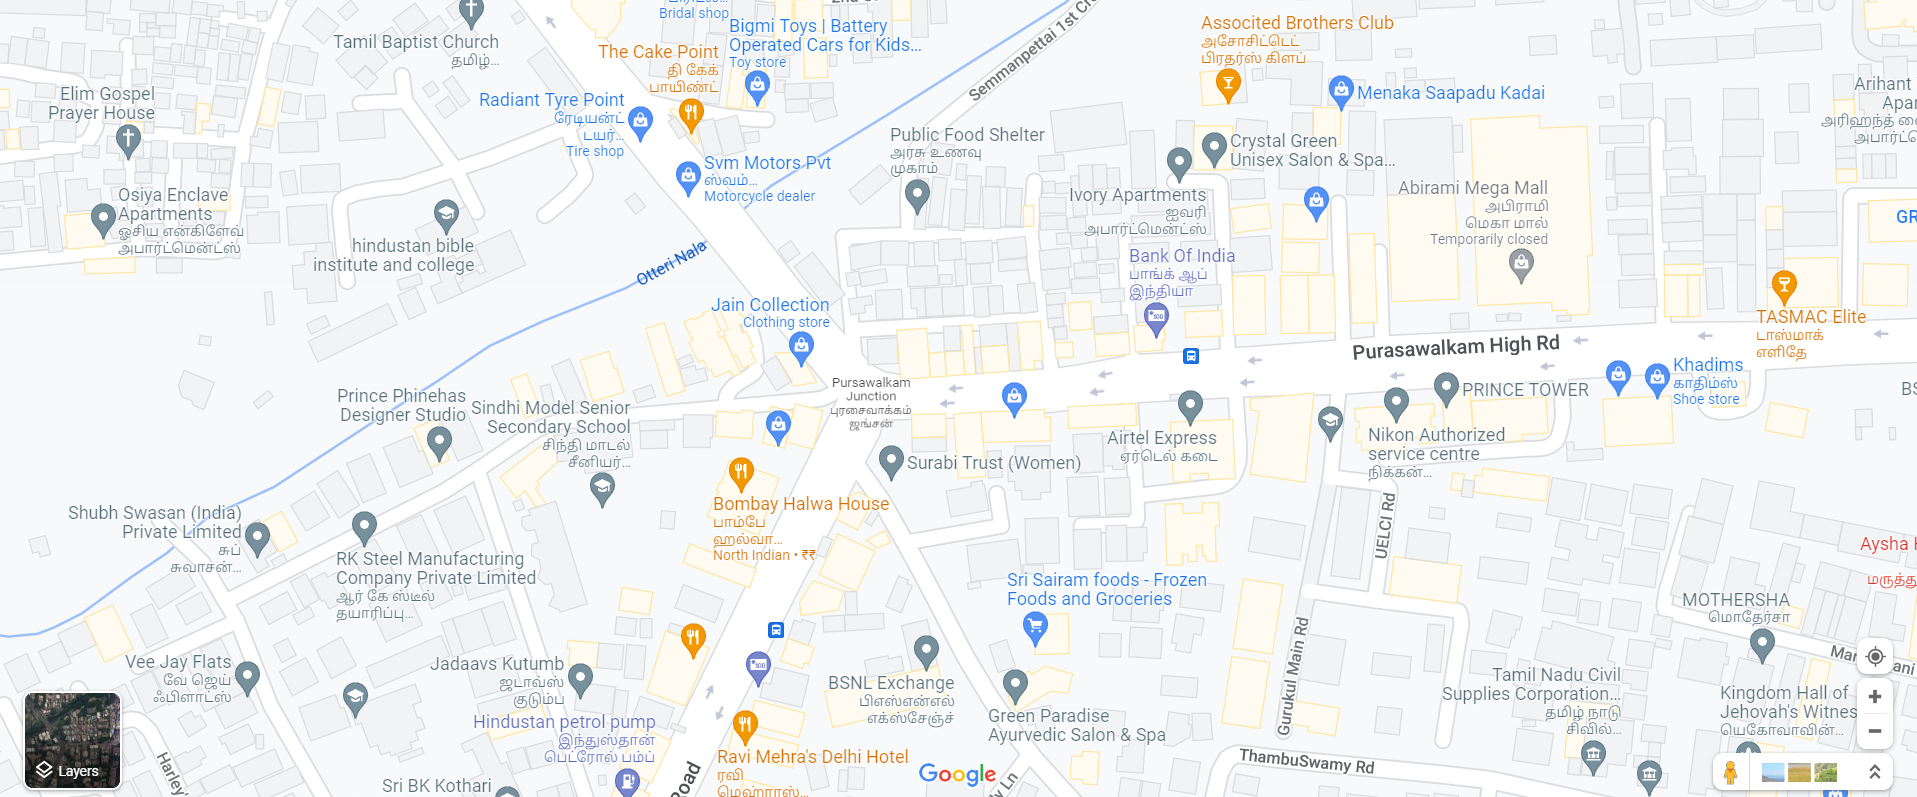 Bridal shop
2nd
Tamil Baptist Church
தமிழ்...
The Cake Point
தி கேக்
பாயிண்ட்
Bigmi Toys | Battery
Operated Cars for Kids...
Toy store
Semmanpettai 1st Cro
Associted Brothers Club
அசோசிட்டெட்
பிரதர்ஸ் கிளப்
Menaka Saapadu Kadai
Arihant
Apar
அரிஹந்த்
அபார்ட்
Elim Gospel
Prayer House
Radiant Tyre Point
ரேடியன்ட்
டயர்...
Tire shop
Svm Motors Pvt
ஸ்வம்...
Motorcycle dealer
Public Food Shelter
அரசு உணவு
முகாம்
Crystal Green
Unisex Salon & Spa...
Ivory Apartments
ஐவரி
அபார்ட்மென்ட்ஸ்
Abirami Mega Mall
அபிராமி
மெகா மால்
Temporarily closed
GR
Osiya Enclave
Apartments
ஓசிய என்கிளேவ்
அபார்ட்மென்ட்ஸ்
hindustan bible
institute and college
Otteri Nala
Bank Of India
பாங்க் ஆப்
இந்தியா
Jain Collection
Clothing store
TASMAC Elite
டாஸ்மாக்
எளிதே
Purasawalkam High Rd
Pursawalkam
Junction
புரசைவாக்கம்
ஜங்சன்
Khadims
காதிம்ஸ்
Shoe store
PRINCE TOWER
BS
Prince Phinehas
Designer Studio
Sindhi Model Senior
Secondary School
சிந்தி மாடல்
சீனியர்...
Airtel Express
ஏர்டெல் கடை
Nikon Authorized
service centre
நிக்கன்...
Surabi Trust (Women)
Bombay Halwa House
பாம்பே
ஹல்வா...
North Indian • ₹₹
Shubh Swasan (India)
Private Limited
சுப்
சுவாசன்...
RK Steel Manufacturing
Company Private Limited
ஆர் கே ஸ்டீல்
தயாரிப்பு...
UELCI Rd
Aysha H
மருத்து
Sri Sairam foods - Frozen
Foods and Groceries
MOTHERSHA
மொதேர்சா
Gurukul Main Rd
Vee Jay Flats
வே ஜெய்
ஃபிளாட்ஸ்
Jadaavs Kutumb
ஜடாவ்ஸ்
குடும்ப
BSNL Exchange
பிஎஸ்என்எல்
எக்ஸ்சேஞ்ச்
Green Paradise
Ayurvedic Salon & Spa
Tamil Nadu Civil
Supplies Corporation...
தமிழ் நாடு
சிவில்...
Kingdom Hall of
Jehovah's Witnes
யெகோவாவின்...
Hindustan petrol pump
இந்துஸ்தான்
பெட்ரோல் பம்ப்
Ravi Mehra's Delhi Hotel
ரவி
மெஹ்ராஸ்...
ThambuSwamy Rd
Harley
Layers
Sri BK Kothari
Road
Google
ly Ln